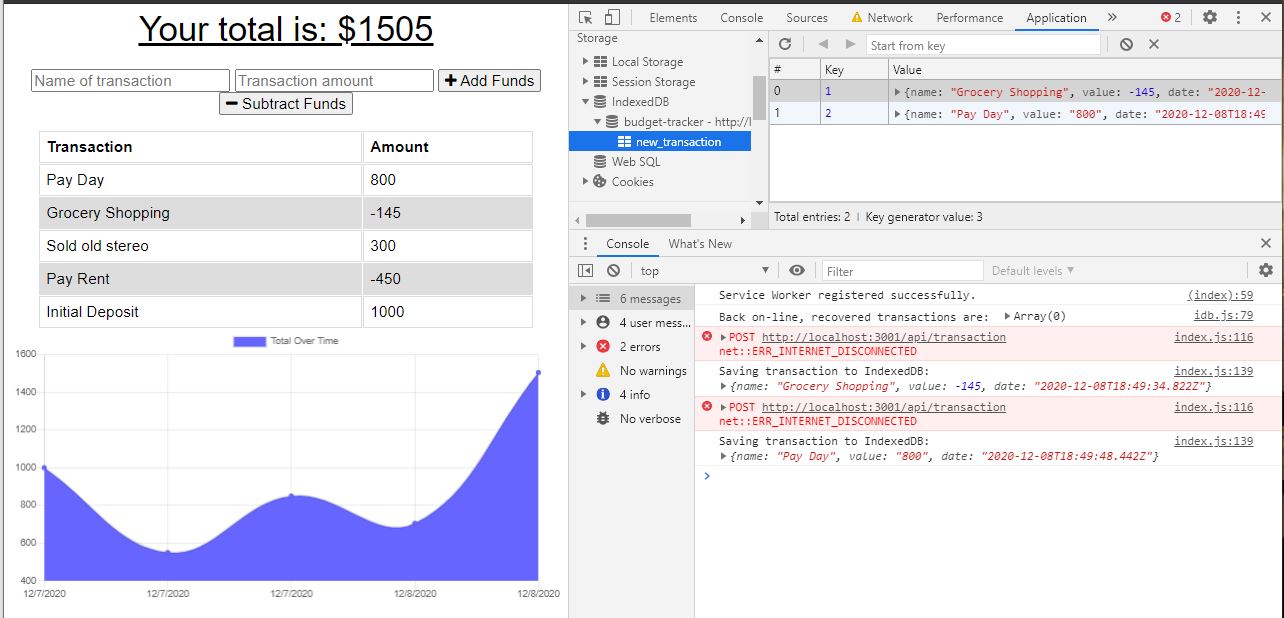 Your total is: $1505
Name of transaction Transaction amount + Add Funds
− Subtract Funds
Transaction Amount
Pay Day 800
Grocery Shopping -145
Sold old stereo 300
Pay Rent -450
Initial Deposit 1000
Total Over Time
1600
1400
1200
1000
800
600
400
12/7/2020 12/7/2020 12/7/2020 12/8/2020 12/8/2020
Elements Console Sources Network Performance Application » 2
Storage
Local Storage
Session Storage
IndexedDB
budget-tracker - http://l
new_transaction
Web SQL
Cookies
Start from key
# Key Value
0 1 {name: "Grocery Shopping", value: -145, date: "2020-12-
1 2 {name: "Pay Day", value: "800", date: "2020-12-08T18:49
Total entries: 2 Key generator value: 3
Console What's New
top Filter Default levels
6 messages
4 user mess...
2 errors
No warnings
4 info
No verbose
Service Worker registered successfully. (index):59
Back on-line, recovered transactions are: Array(0) idb.js:79
POST http://localhost:3001/api/transaction index.js:116
net::ERR_INTERNET_DISCONNECTED
Saving transaction to IndexedDB: index.js:139
{name: "Grocery Shopping", value: -145, date: "2020-12-08T18:49:34.822Z"}
POST http://localhost:3001/api/transaction index.js:116
net::ERR_INTERNET_DISCONNECTED
Saving transaction to IndexedDB: index.js:139
{name: "Pay Day", value: "800", date: "2020-12-08T18:49:48.442Z"}